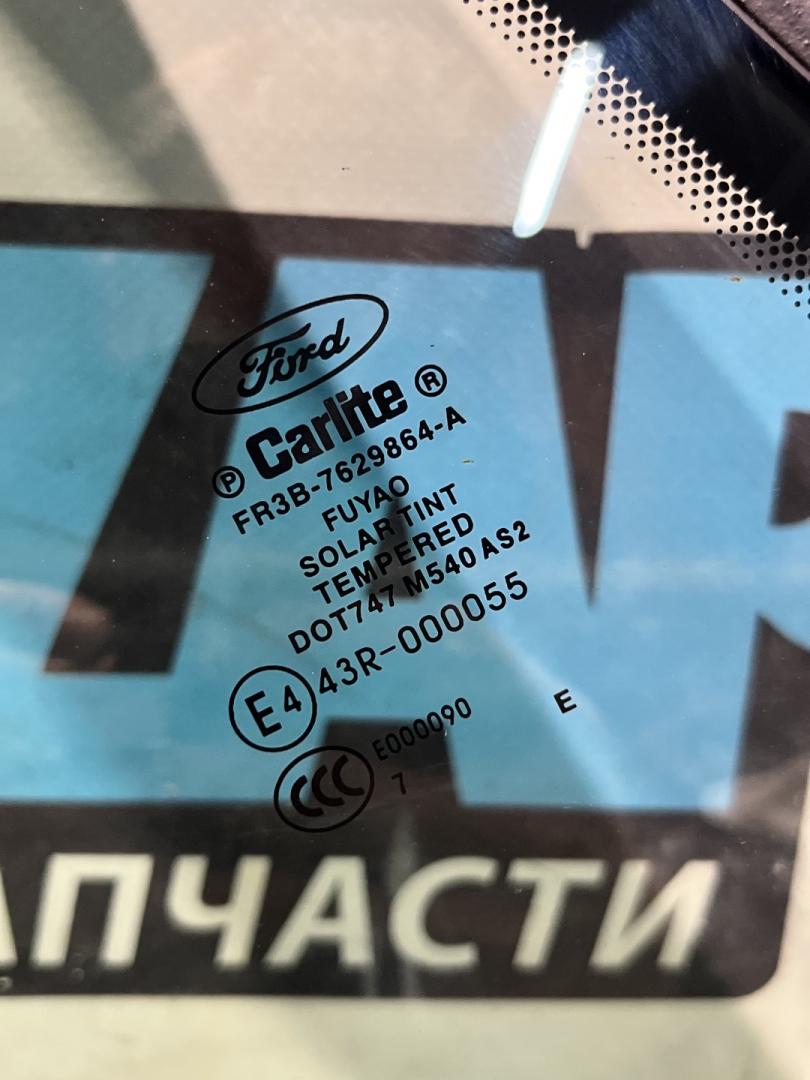 Ford
Ⓟ Carlite ®
FR3B-7629864-A
FUYAO
SOLAR TINT
TEMPERED
DOT747 M540 AS2
E4 43R-000055
CCC E000090 E
7
АПЧАСТИ